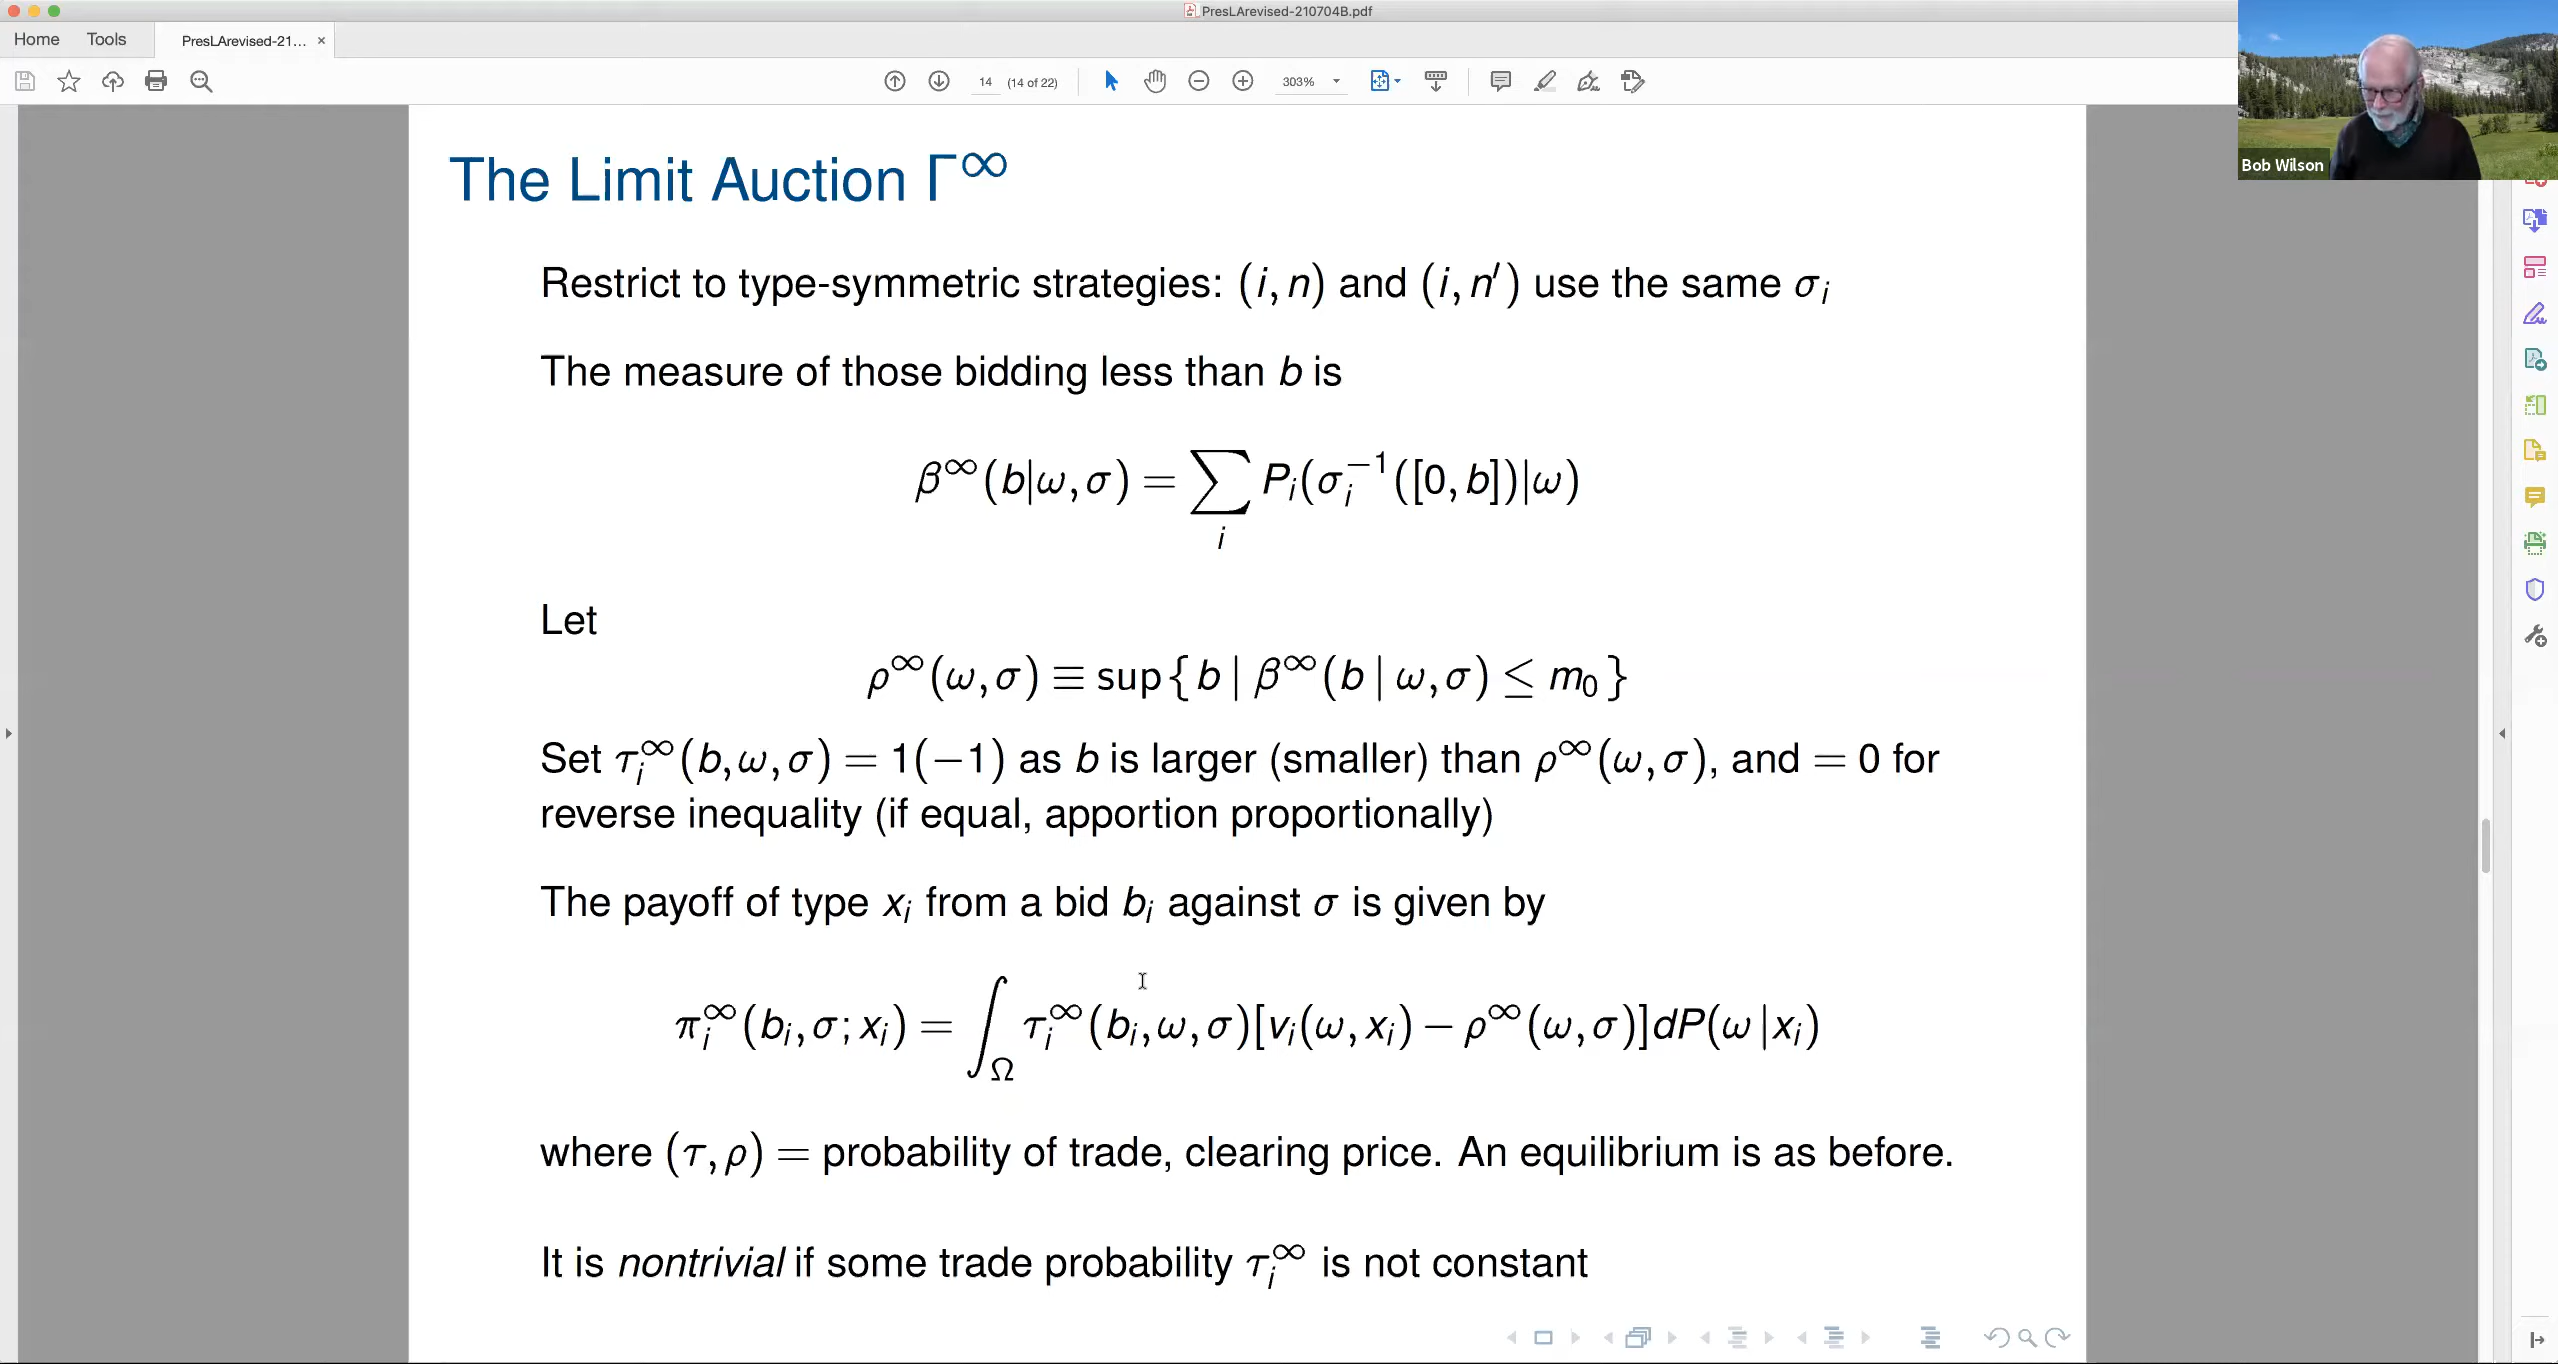 PresLArevised-210704B.pdf
Home Tools PresLArevised-21... ×
14 (14 of 22) 303%
Bob Wilson
The Limit Auction Γ^∞
Restrict to type-symmetric strategies: (i, n) and (i, n′) use the same σ_i
The measure of those bidding less than b is
β^∞(b|ω, σ) = ∑_i P_i(σ_i^{−1}([0, b])|ω)
Let
ρ^∞(ω, σ) ≡ sup{ b | β^∞(b | ω, σ) ≤ m_0 }
Set τ_i^∞(b, ω, σ) = 1(−1) as b is larger (smaller) than ρ^∞(ω, σ), and = 0 for
reverse inequality (if equal, apportion proportionally)
The payoff of type x_i from a bid b_i against σ is given by
π_i^∞(b_i, σ; x_i) = ∫_Ω τ_i^∞(b_i, ω, σ)[v_i(ω, x_i) − ρ^∞(ω, σ)]dP(ω|x_i)
where (τ, ρ) = probability of trade, clearing price. An equilibrium is as before.
It is nontrivial if some trade probability τ_i^∞ is not constant